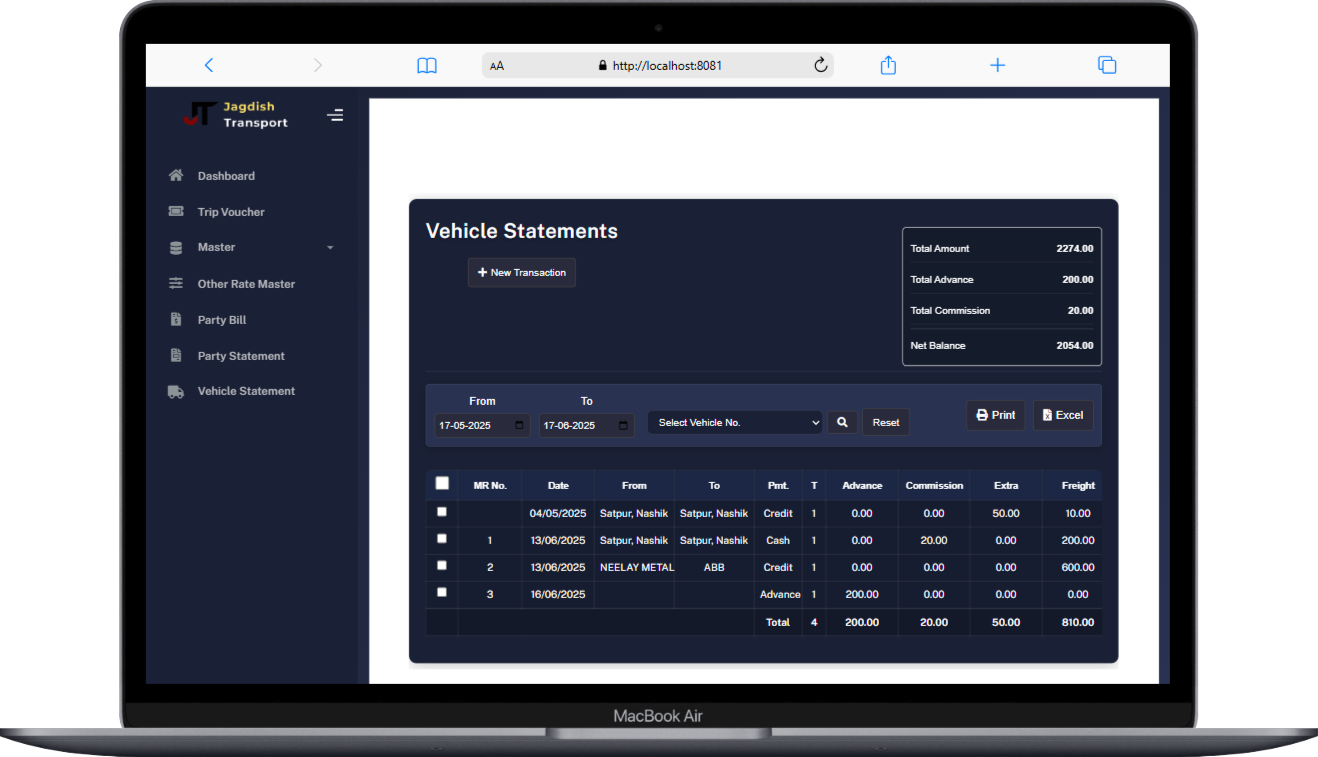 AA http://localhost:8081
Jagdish
Transport
Dashboard
Trip Voucher
Master
Other Rate Master
Party Bill
Party Statement
Vehicle Statement
Vehicle Statements
+ New Transaction
Total Amount 2274.00
Total Advance 200.00
Total Commission 20.00
Net Balance 2054.00
From To
17-05-2025 17-06-2025 Select Vehicle No. Reset Print Excel
MR No. Date From To Pmt. T Advance Commission Extra Freight
04/05/2025 Satpur, Nashik Satpur, Nashik Credit 1 0.00 0.00 50.00 10.00
1 13/06/2025 Satpur, Nashik Satpur, Nashik Cash 1 0.00 20.00 0.00 200.00
2 13/06/2025 NEELAY METAL ABB Credit 1 0.00 0.00 0.00 600.00
3 16/06/2025 Advance 1 200.00 0.00 0.00 0.00
Total 4 200.00 20.00 50.00 810.00
MacBook Air